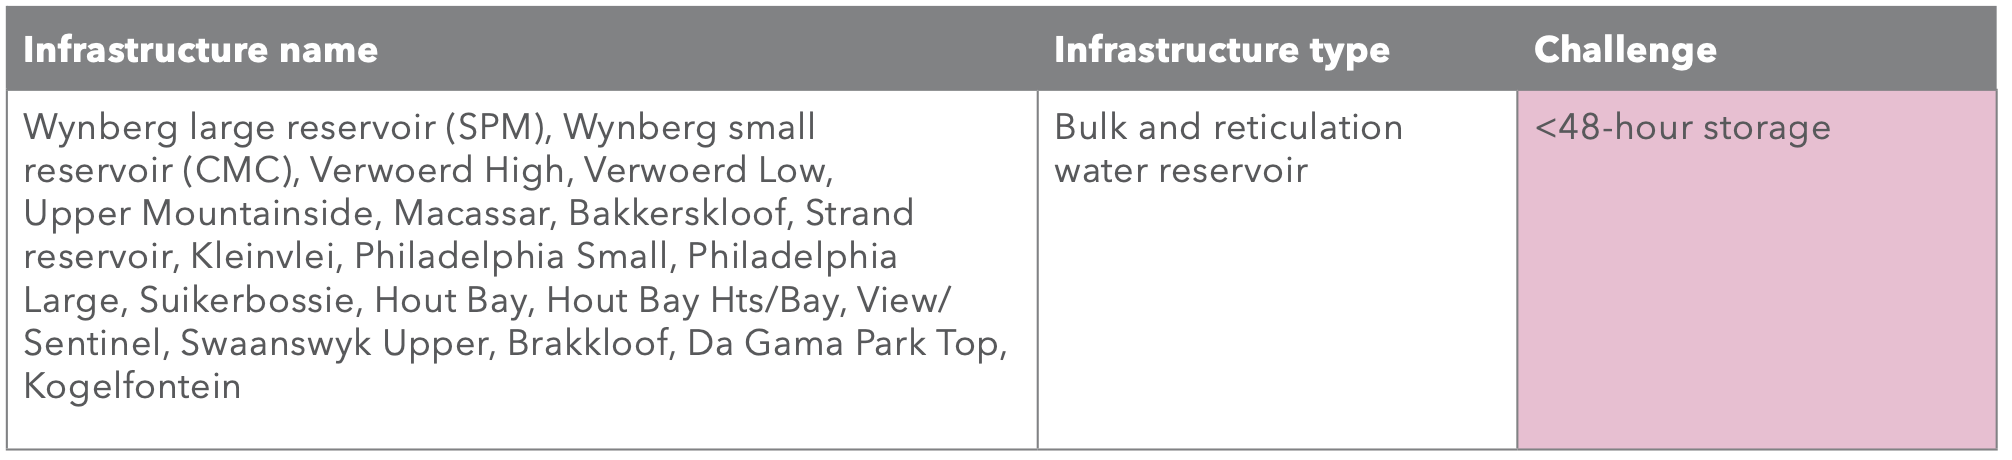 Infrastructure name
Infrastructure type
Challenge
Wynberg large reservoir (SPM), Wynberg small
reservoir (CMC), Verwoerd High, Verwoerd Low,
Upper Mountainside, Macassar, Bakkerskloof, Strand
reservoir, Kleinvlei, Philadelphia Small, Philadelphia
Large, Suikerbossie, Hout Bay, Hout Bay Hts/Bay, View/
Sentinel, Swaanswyk Upper, Brakkloof, Da Gama Park Top,
Kogelfontein
Bulk and reticulation
water reservoir
<48-hour storage